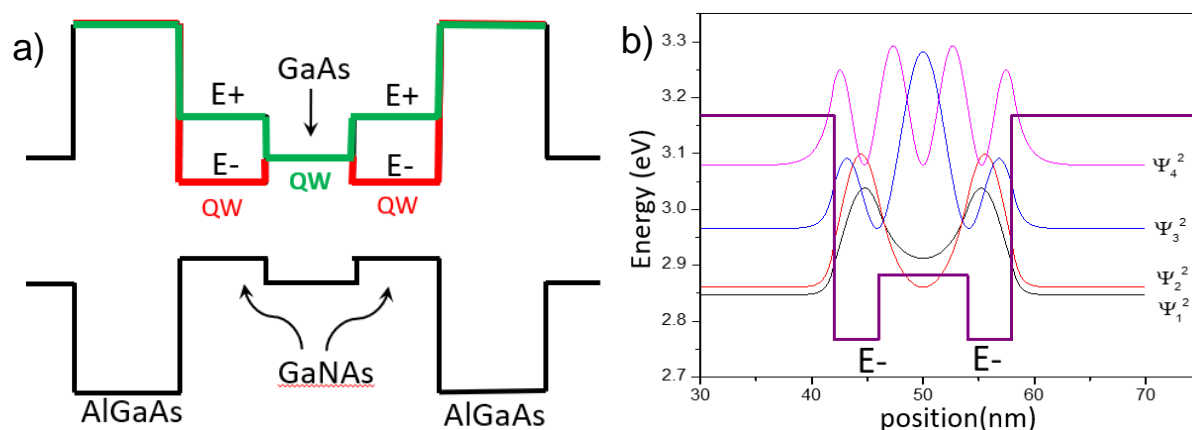 a)
GaAs
E+
E+
E-
E-
QW
QW
QW
GaNAs
AlGaAs
AlGaAs
b)
3.3
3.2
3.1
3.0
2.9
2.8
2.7
Energy (eV)
Ψ₄²
Ψ₃²
Ψ₂²
Ψ₁²
E-
E-
30
40
50
60
70
position(nm)